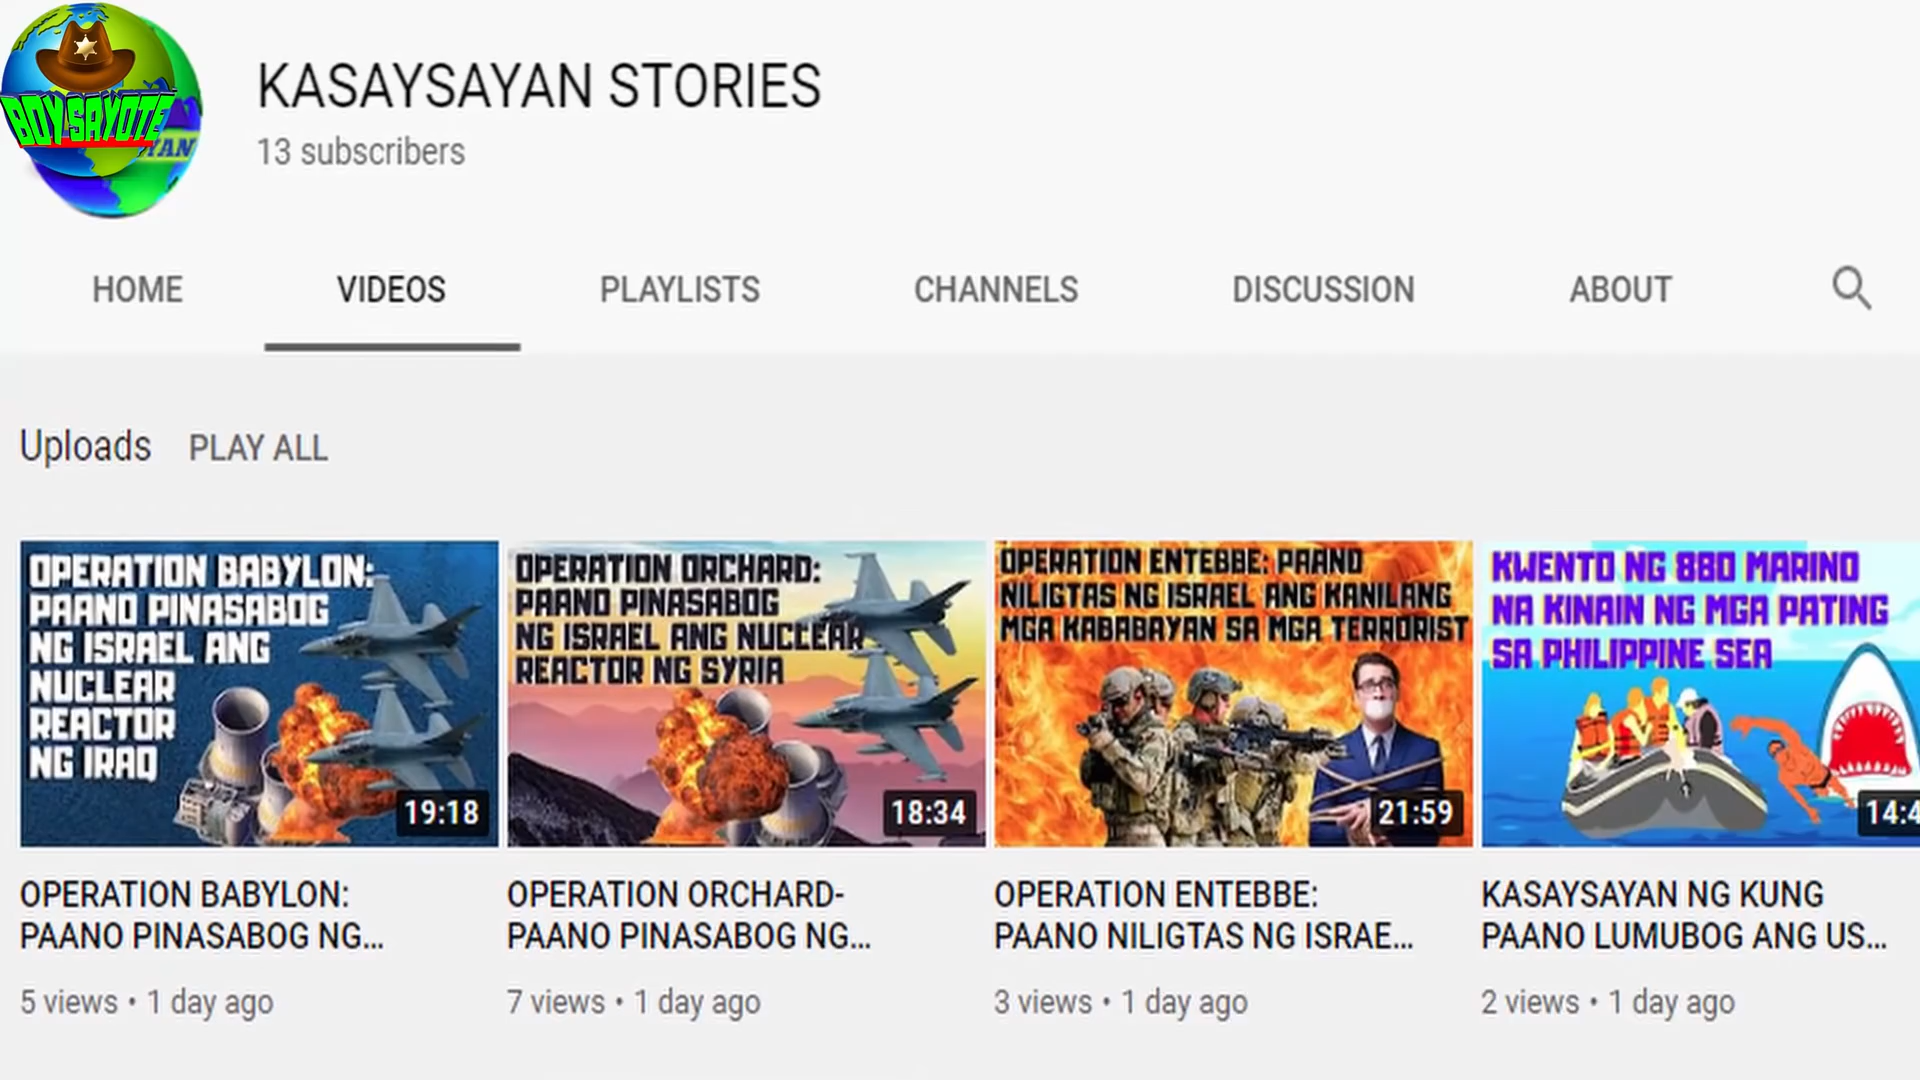 BOY SAYOTE
YAN
KASAYSAYAN STORIES
13 subscribers
HOME
VIDEOS
PLAYLISTS
CHANNELS
DISCUSSION
ABOUT
Uploads
PLAY ALL
OPERATION BABYLON:
PAANO PINASABOG
NG ISRAEL ANG
NUCLEAR
REACTOR
NG IRAQ
19:18
OPERATION BABYLON:
PAANO PINASABOG NG...
5 views • 1 day ago
OPERATION ORCHARD:
PAANO PINASABOG
NG ISRAEL ANG NUCLEAR
REACTOR NG SYRIA
18:34
OPERATION ORCHARD-
PAANO PINASABOG NG...
7 views • 1 day ago
OPERATION ENTEBBE: PAANO
NILIGTAS NG ISRAEL ANG KANILANG
MGA KABABAYAN SA MGA TERRORIST
21:59
OPERATION ENTEBBE:
PAANO NILIGTAS NG ISRAE...
3 views • 1 day ago
KWENTO NG 880 MARINO
NA KINAIN NG MGA PATING
SA PHILIPPINE SEA
14:4
KASAYSAYAN NG KUNG
PAANO LUMUBOG ANG US...
2 views • 1 day ago